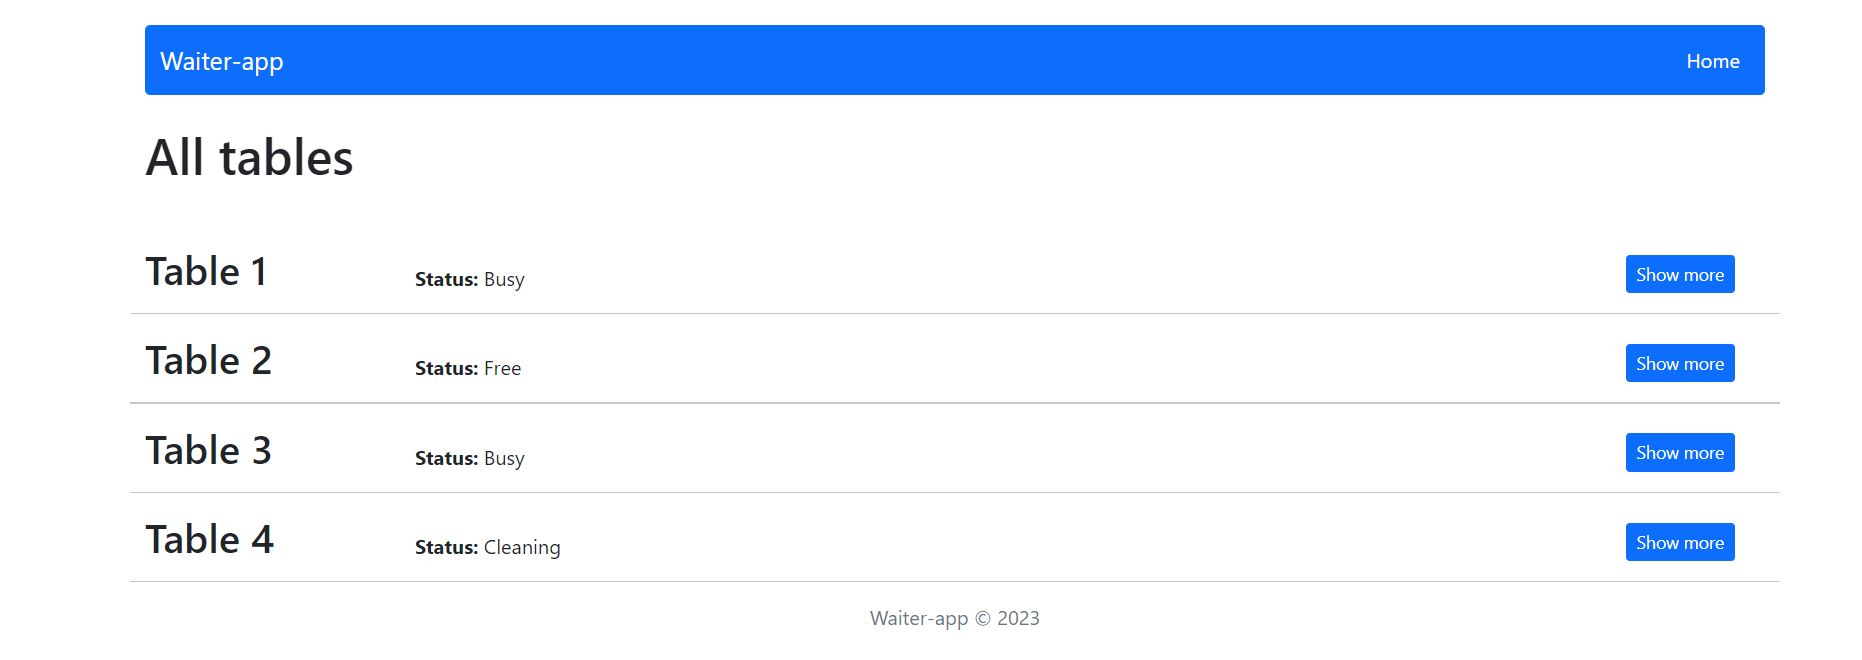 Waiter-app Home
All tables
Table 1 Status: Busy Show more
Table 2 Status: Free Show more
Table 3 Status: Busy Show more
Table 4 Status: Cleaning Show more
Waiter-app © 2023